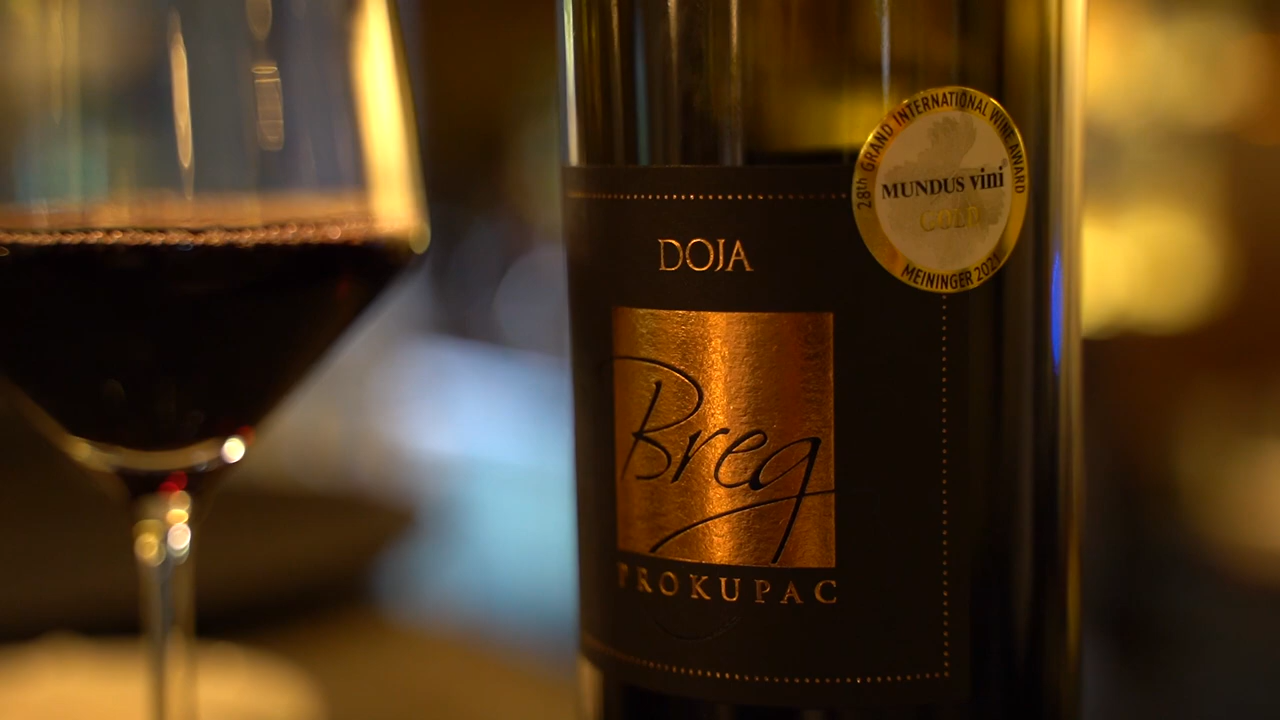 DOJA
Breg
PROKUPAC
28th GRAND INTERNATIONAL WINE AWARD
MUNDUS vini
GOLD
MEININGER 2021